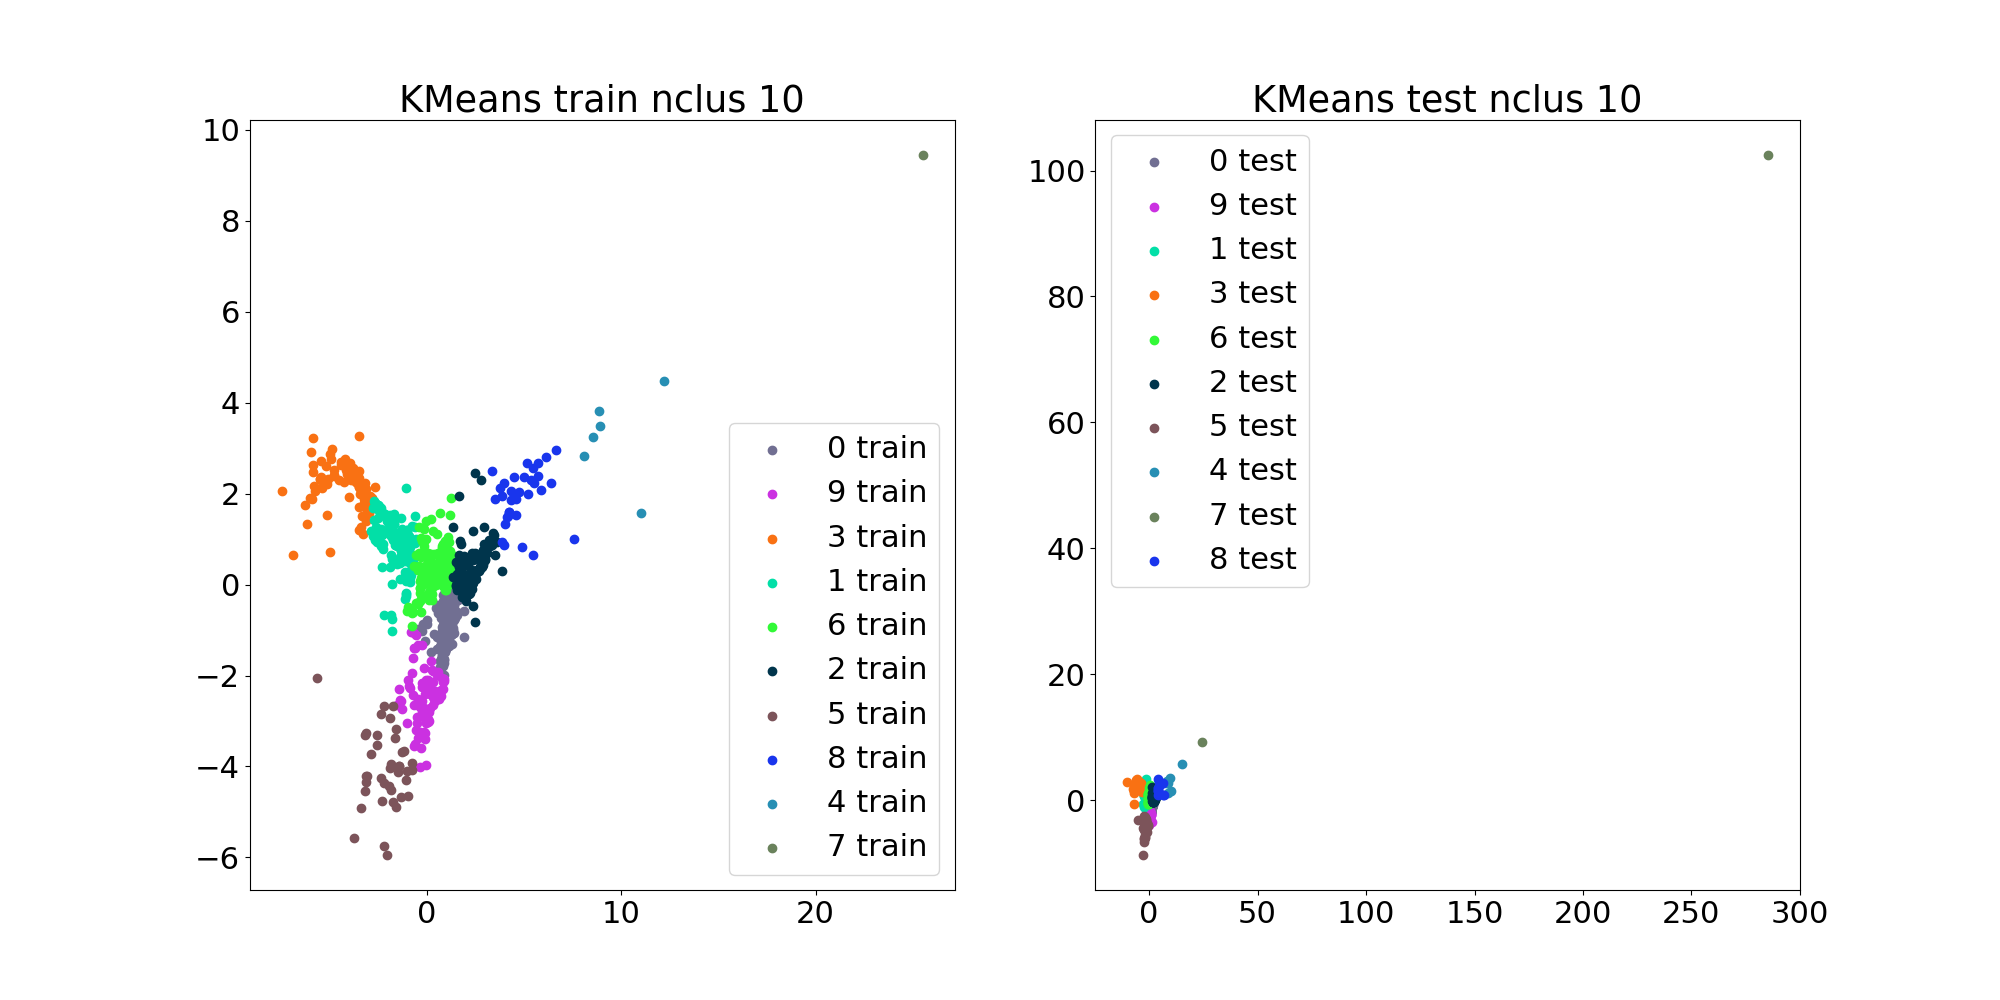 KMeans train nclus 10
10
8
6
4
2
0
−2
−4
−6
0
10
20
0 train
9 train
3 train
1 train
6 train
2 train
5 train
8 train
4 train
7 train
KMeans test nclus 10
100
80
60
40
20
0
0
50
100
150
200
250
300
0 test
9 test
1 test
3 test
6 test
2 test
5 test
4 test
7 test
8 test